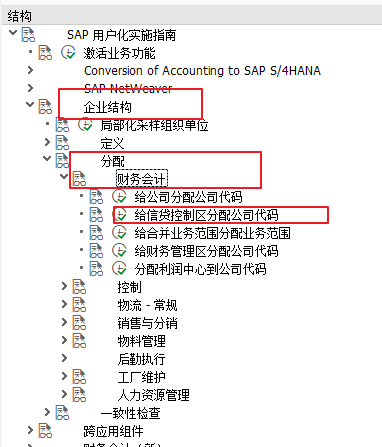 结构
SAP 用户化实施指南
激活业务功能
Conversion of Accounting to SAP S/4HANA
SAP NetWeaver
企业结构
局部化采样组织单位
定义
分配
财务会计
给公司分配公司代码
给信贷控制区分配公司代码
给合并业务范围分配业务范围
给财务管理区分配公司代码
分配利润中心到公司代码
控制
物流 - 常规
销售与分销
物料管理
后勤执行
工厂维护
人力资源管理
一致性检查
跨应用组件